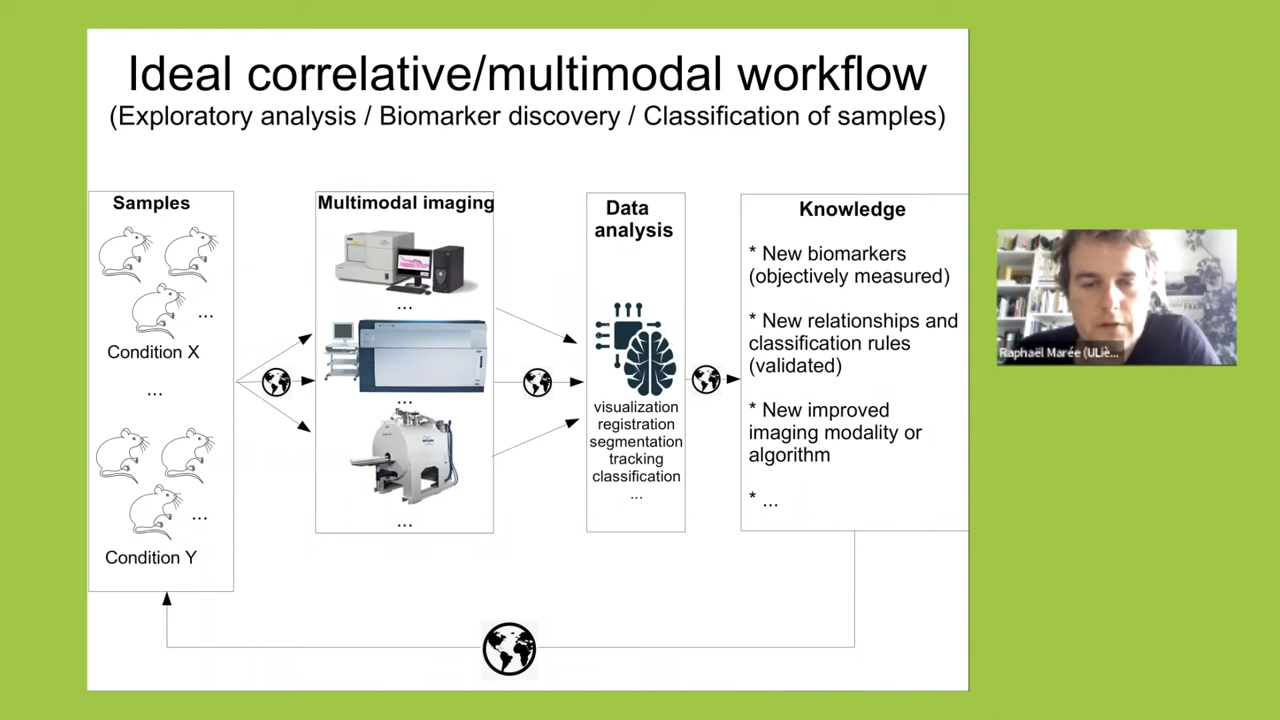 Ideal correlative/multimodal workflow
(Exploratory analysis / Biomarker discovery / Classification of samples)
Samples
...
Condition X
...
...
Condition Y
Multimodal imaging
...
...
...
Data
analysis
visualization
registration
segmentation
tracking
classification
...
Knowledge
* New biomarkers
(objectively measured)
* New relationships and
classification rules
(validated)
* New improved
imaging modality or
algorithm
* ...
Raphaël Marée (ULiè...